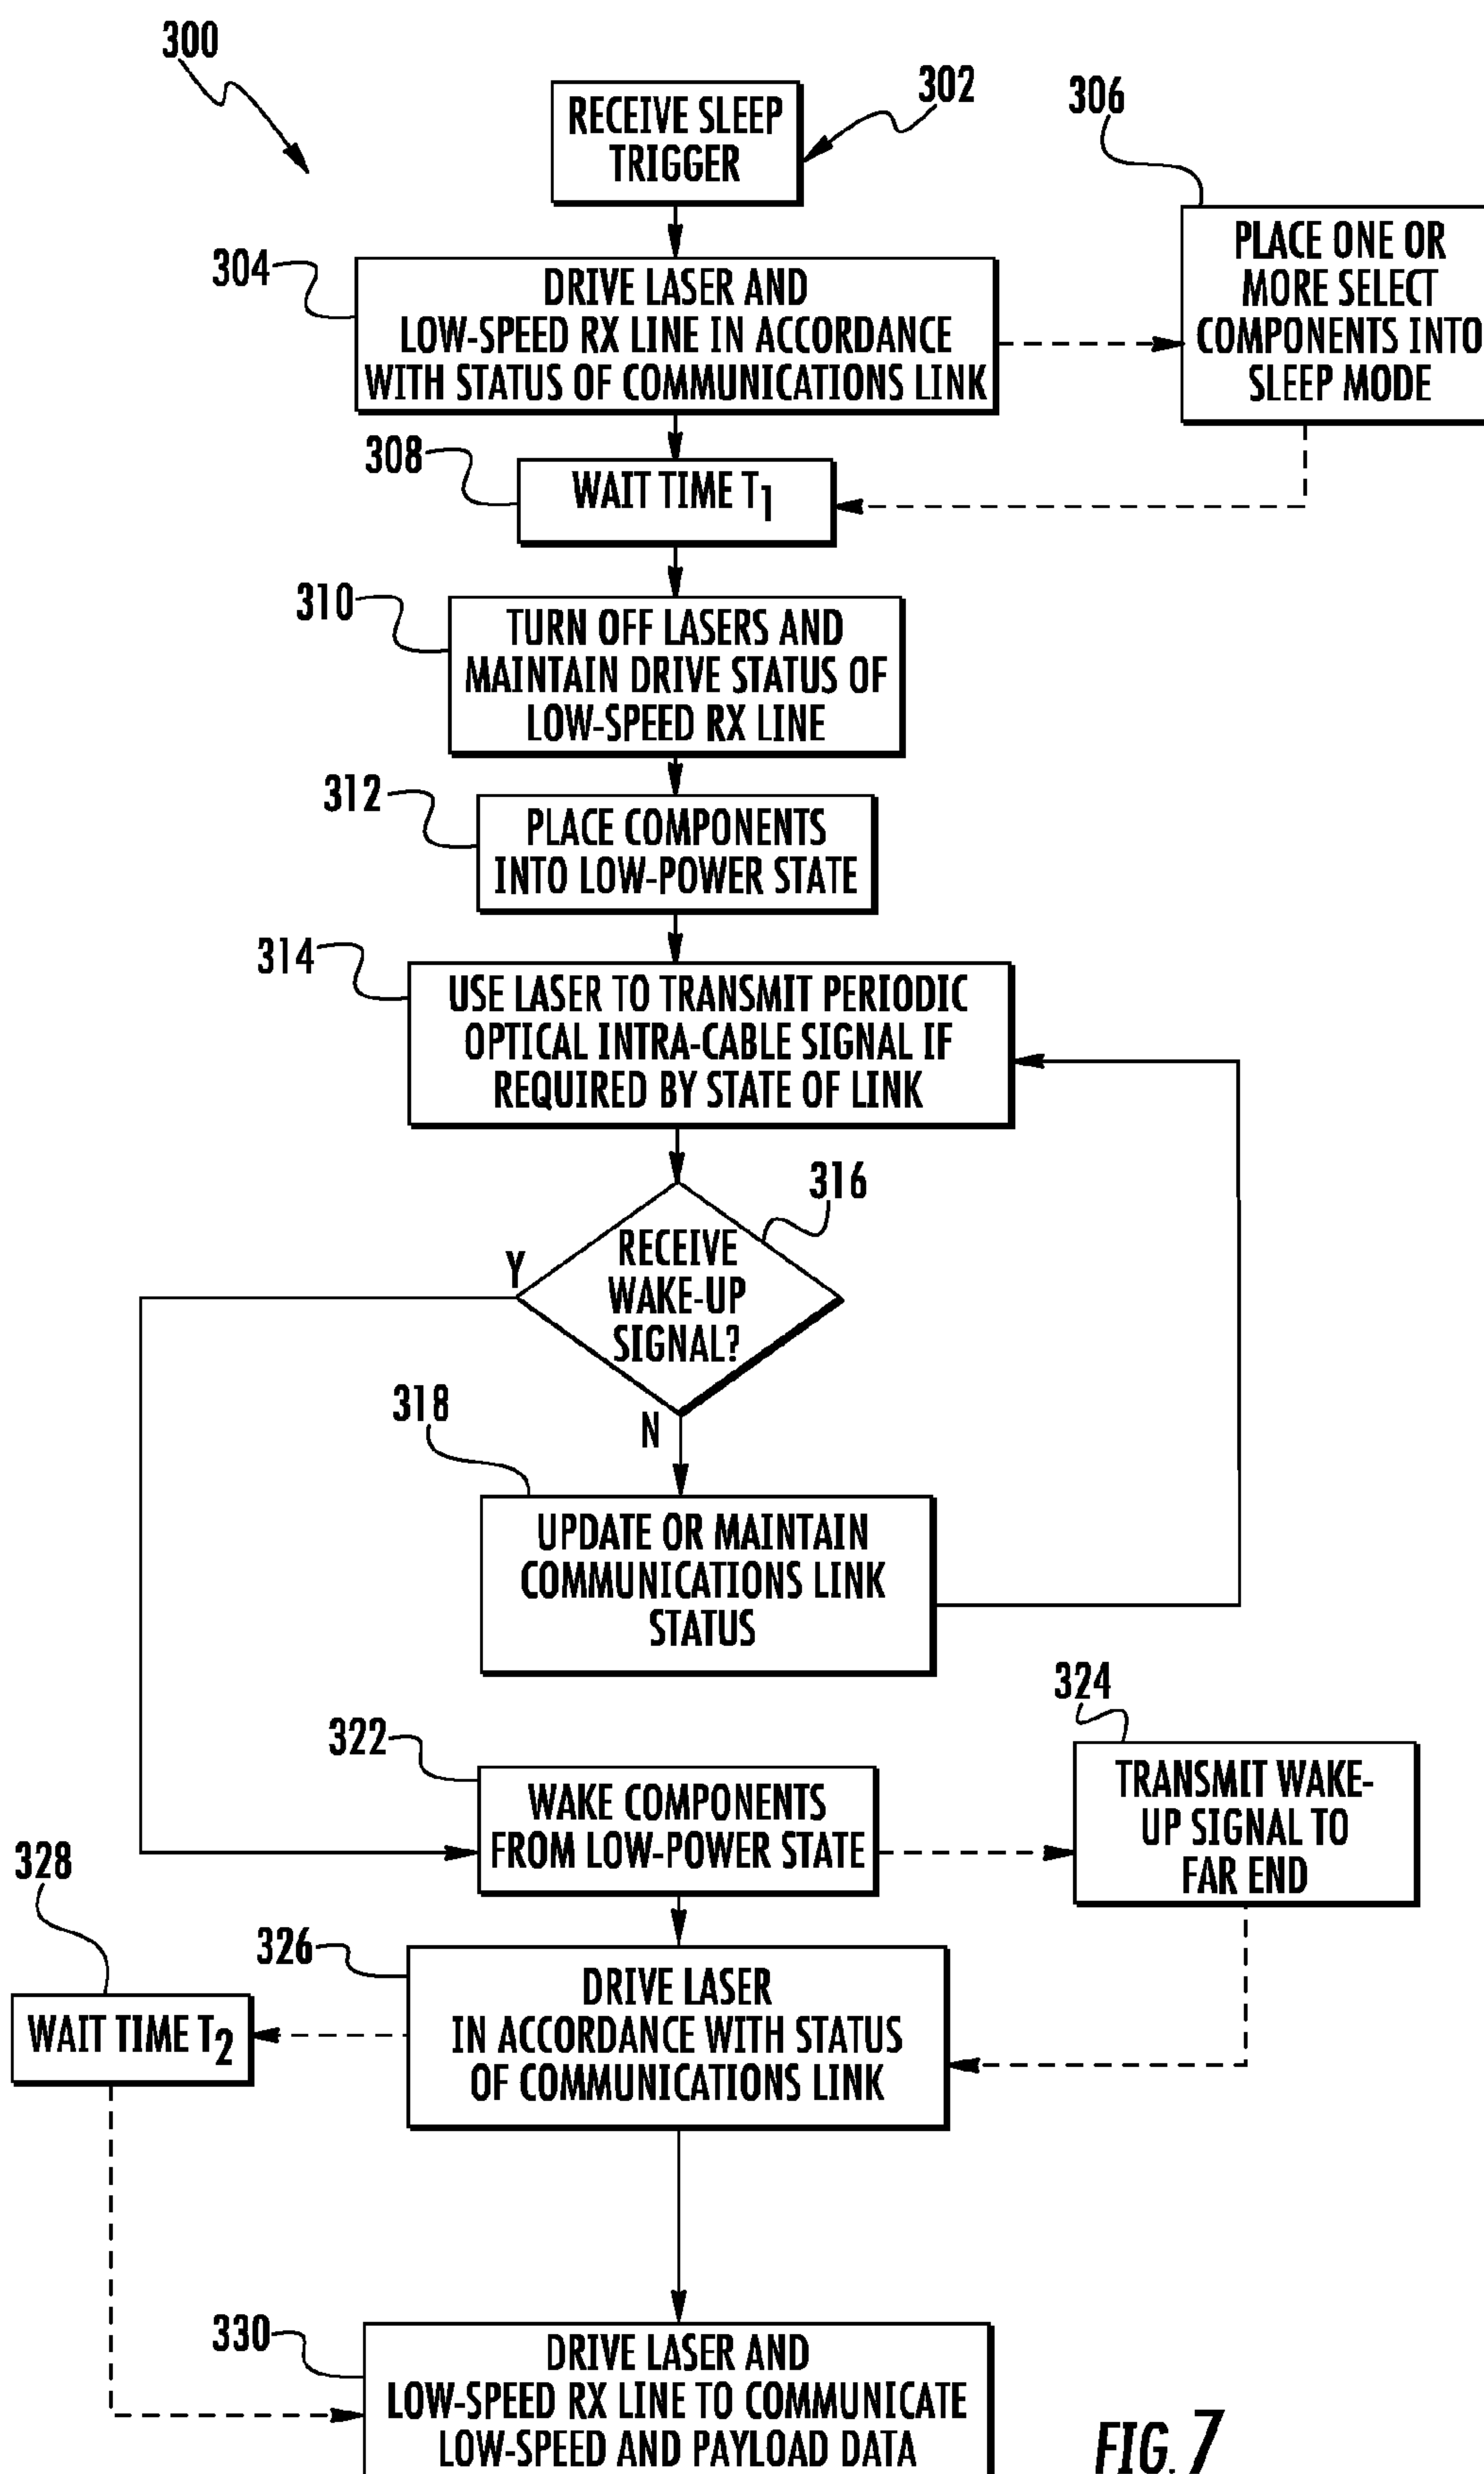 300
RECEIVE SLEEP
TRIGGER
302
306
304
DRIVE LASER AND
LOW-SPEED RX LINE IN ACCORDANCE
WITH STATUS OF COMMUNICATIONS LINK
PLACE ONE OR
MORE SELECT
COMPONENTS INTO
SLEEP MODE
308
WAIT TIME T1
310
TURN OFF LASERS AND
MAINTAIN DRIVE STATUS OF
LOW-SPEED RX LINE
312
PLACE COMPONENTS
INTO LOW-POWER STATE
314
USE LASER TO TRANSMIT PERIODIC
OPTICAL INTRA-CABLE SIGNAL IF
REQUIRED BY STATE OF LINK
316
RECEIVE
WAKE-UP
SIGNAL?
Y
N
318
UPDATE OR MAINTAIN
COMMUNICATIONS LINK
STATUS
322
WAKE COMPONENTS
FROM LOW-POWER STATE
324
TRANSMIT WAKE-
UP SIGNAL TO
FAR END
328
WAIT TIME T2
326
DRIVE LASER
IN ACCORDANCE WITH STATUS
OF COMMUNICATIONS LINK
330
DRIVE LASER AND
LOW-SPEED RX LINE TO COMMUNICATE
LOW-SPEED AND PAYLOAD DATA
FIG. 7